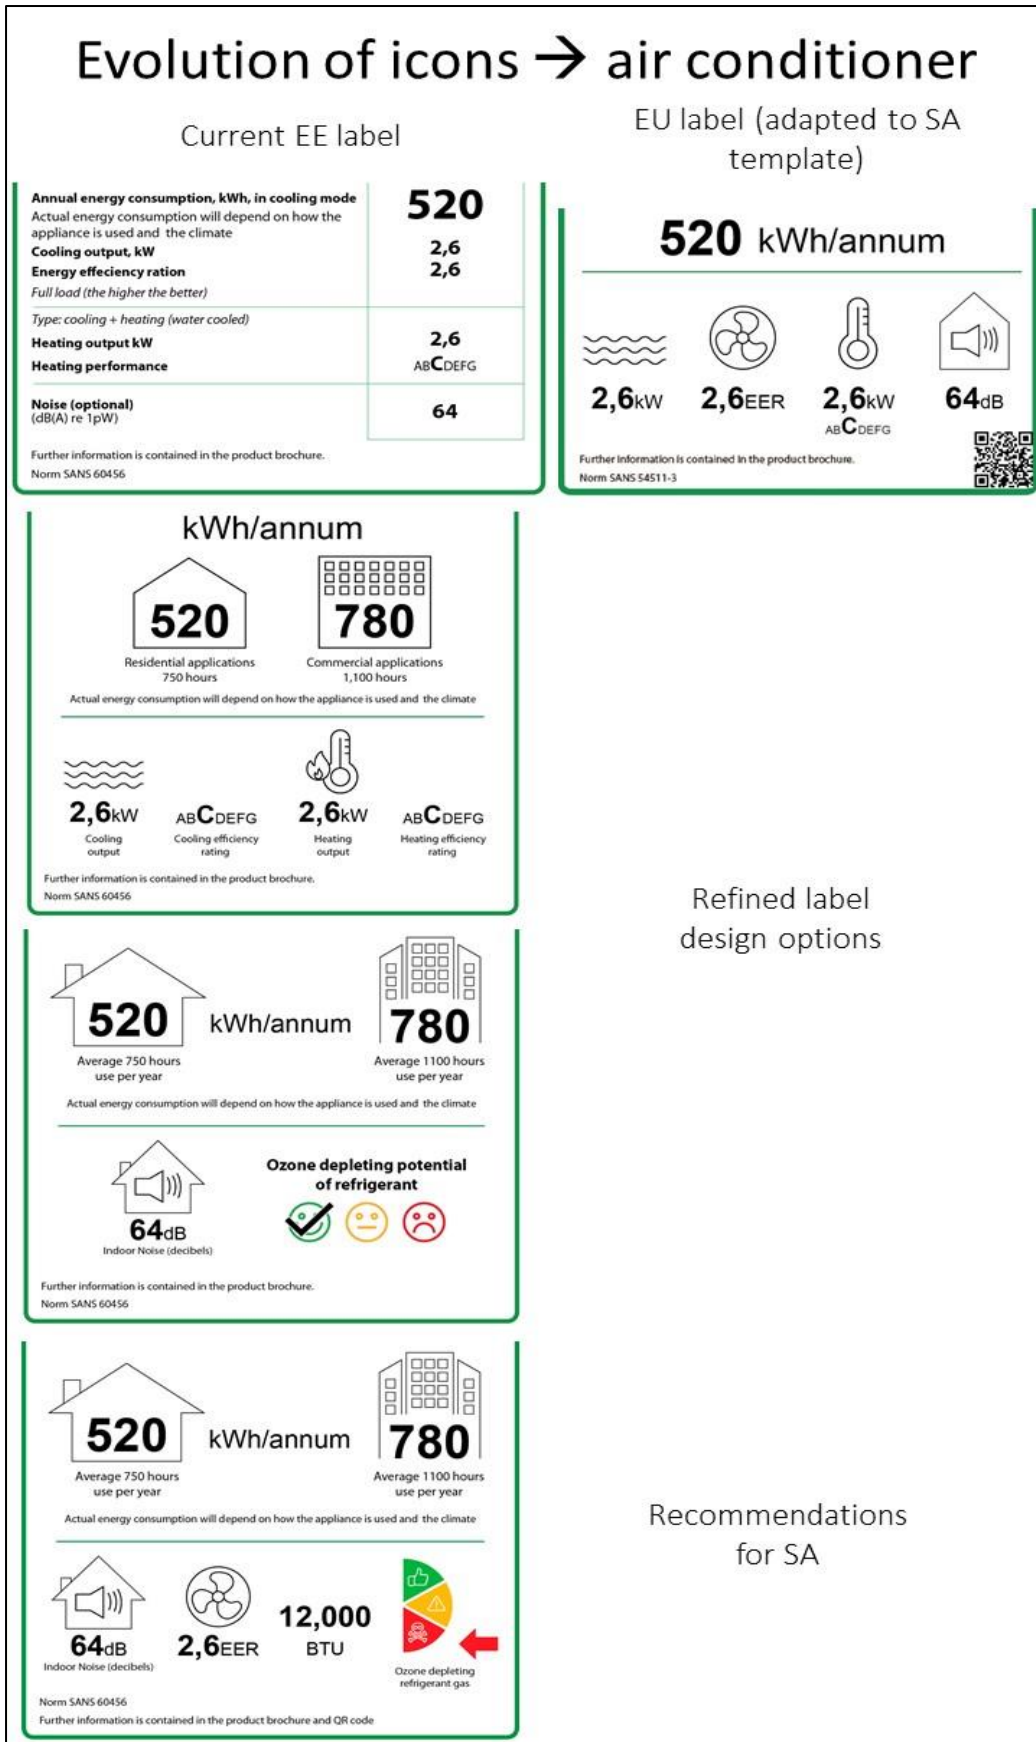 Evolution of icons → air conditioner
Current EE label
EU label (adapted to SA
template)
Annual energy consumption, kWh, in cooling mode
520
Actual energy consumption will depend on how the
appliance is used and the climate
Cooling output, kW
2,6
Energy effeciency ration
2,6
Full load (the higher the better)
Type: cooling + heating (water cooled)
Heating output kW
2,6
Heating performance
ABCDEFG
Noise (optional)
(dB(A) re 1pW)
64
Further information is contained in the product brochure.
Norm SANS 60456
520 kWh/annum
2,6kW 2,6EER 2,6kW 64dB
ABCDEFG
Further information is contained in the product brochure.
Norm SANS 54511-3
kWh/annum
520 780
Residential applications
750 hours
Commercial applications
1,100 hours
Actual energy consumption will depend on how the appliance is used and the climate
2,6kW ABCDEFG 2,6kW ABCDEFG
Cooling
output
Cooling efficiency
rating
Heating
output
Heating efficiency
rating
Further information is contained in the product brochure.
Norm SANS 60456
Refined label
design options
520 kWh/annum 780
Average 750 hours
use per year
Average 1100 hours
use per year
Actual energy consumption will depend on how the appliance is used and the climate
64dB
Indoor Noise (decibels)
Ozone depleting potential
of refrigerant
Further information is contained in the product brochure.
Norm SANS 60456
520 kWh/annum 780
Average 750 hours
use per year
Average 1100 hours
use per year
Actual energy consumption will depend on how the appliance is used and the climate
64dB
Indoor Noise (decibels)
2,6EER
12,000
BTU
Ozone depleting
refrigerant gas
Norm SANS 60456
Further information is contained in the product brochure and QR code
Recommendations
for SA